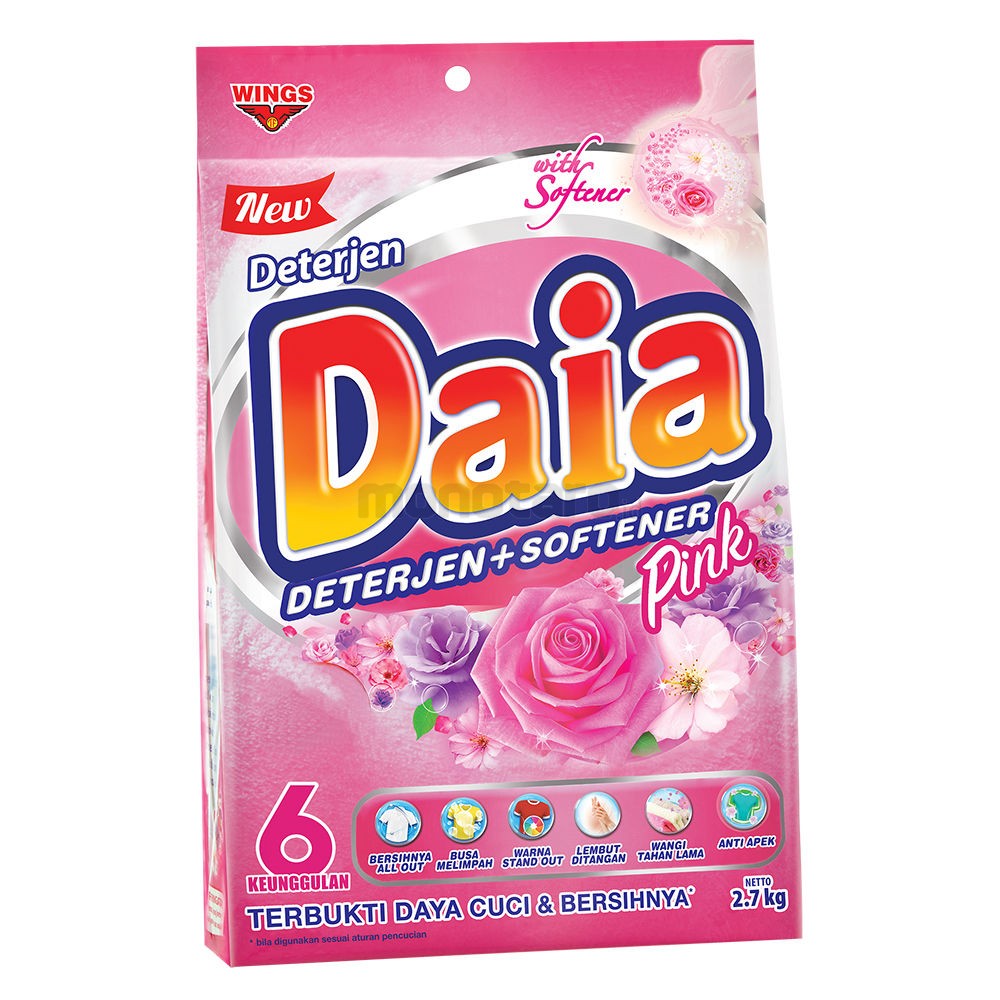 WINGS
with
Softener
New
Deterjen
Daia
DETERJEN+SOFTENER
Pink
6
KEUNGGULAN
BERSIHNYA
ALL OUT
BUSA
MELIMPAH
WARNA
STAND OUT
LEMBUT
DITANGAN
WANGI
TAHAN LAMA
ANTI APEK
TERBUKTI DAYA CUCI & BERSIHNYA*
NETTO
2.7 kg
* bila digunakan sesuai aturan pencucian